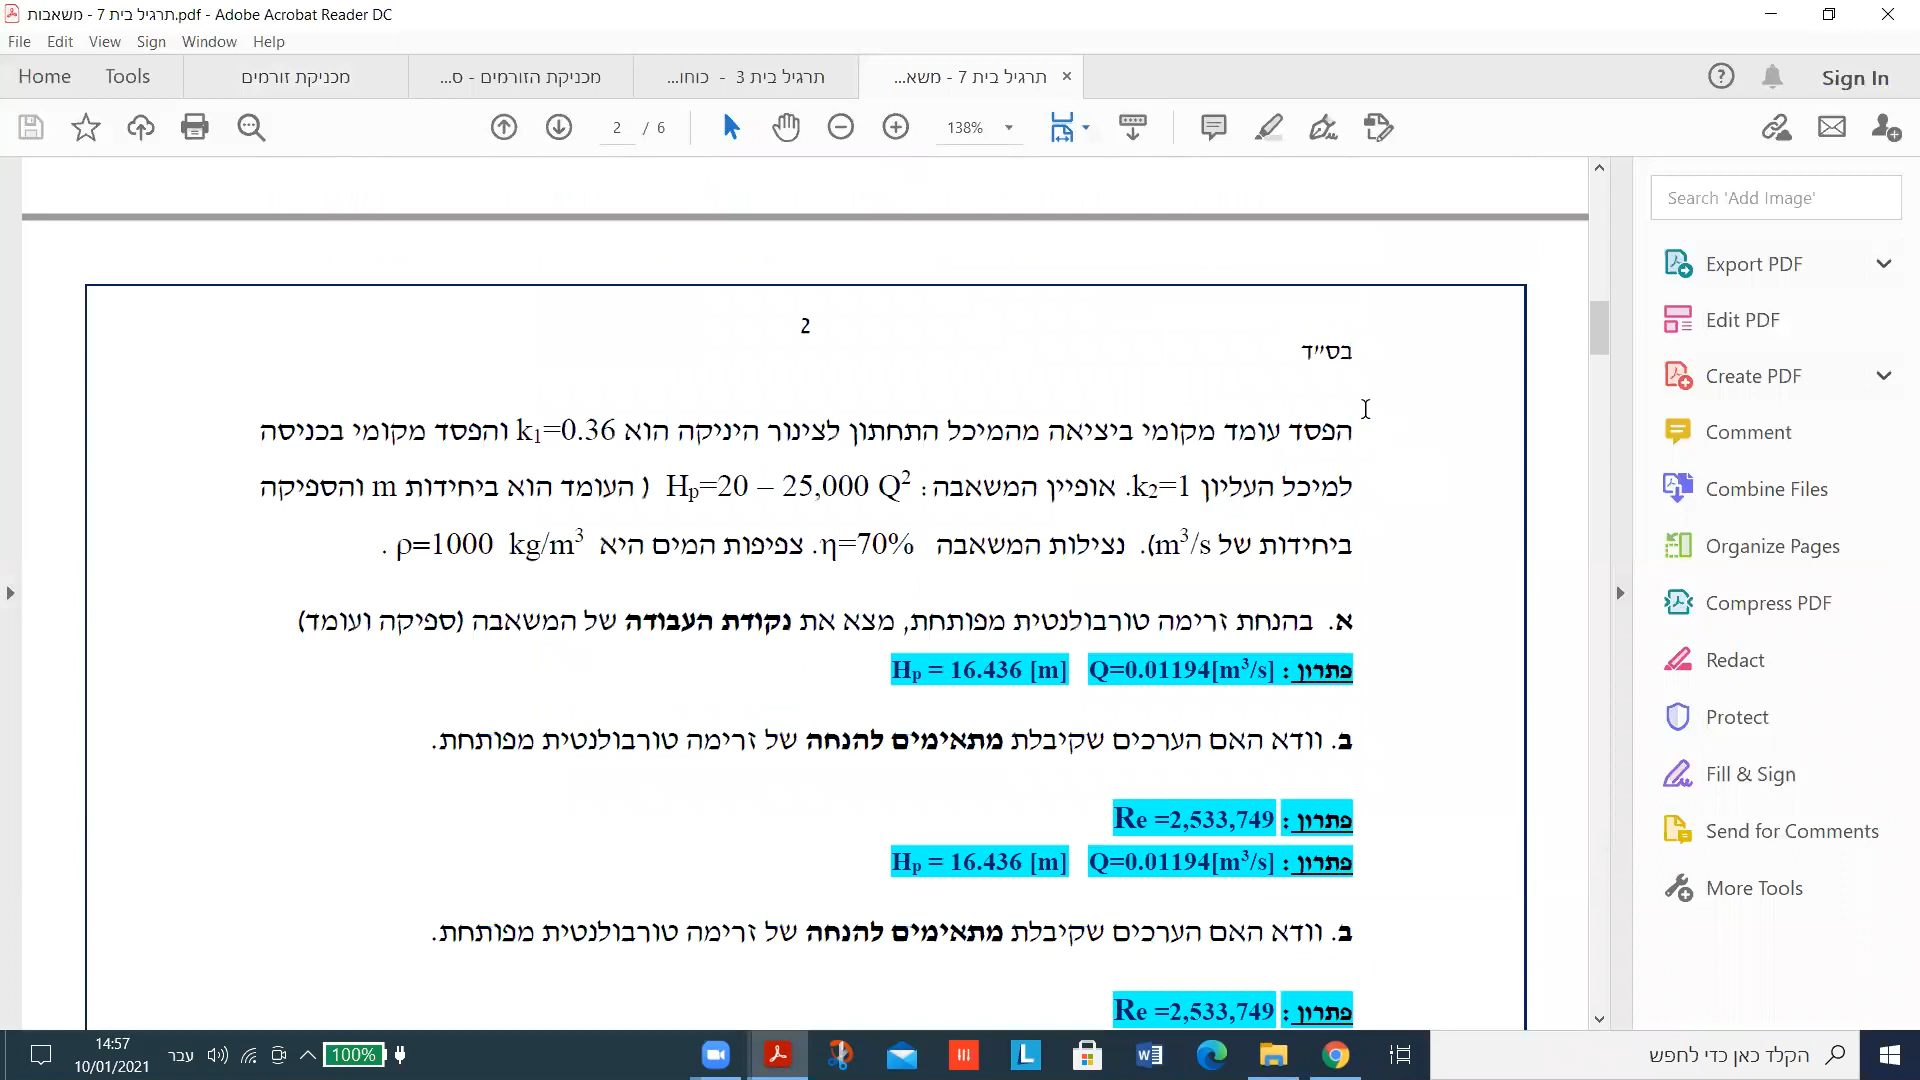 תרגיל בית 7 - משאבות.pdf - Adobe Acrobat Reader DC
File Edit View Sign Window Help
Home Tools מכניקת זורמים מכניקת הזורמים - ס... תרגיל בית 3 - כוחו... תרגיל בית 7 - משא... Sign In
2 / 6 138%
Search 'Add Image'
Export PDF
Edit PDF
Create PDF
Comment
Combine Files
Organize Pages
Compress PDF
Redact
Protect
Fill & Sign
Send for Comments
More Tools
2
בס״ד
הפסד עומד מקומי ביציאה מהמיכל התחתון לצינור היניקה הוא k1=0.36 והפסד מקומי בכניסה
למיכל העליון k2=1. אופיין המשאבה: Hp=20 – 25,000 Q2 ( העומד הוא ביחידות m והספיקה
ביחידות של m3/s). נצילות המשאבה η=70%. צפיפות המים היא ρ=1000 kg/m3 .
א. בהנחת זרימה טורבולנטית מפותחת, מצא את נקודת העבודה של המשאבה (ספיקה ועומד)
פתרון : Q=0.01194[m3/s] Hp = 16.436 [m]
ב. וודא האם הערכים שקיבלת מתאימים להנחה של זרימה טורבולנטית מפותחת.
פתרון : Re =2,533,749
פתרון : Q=0.01194[m3/s] Hp = 16.436 [m]
ב. וודא האם הערכים שקיבלת מתאימים להנחה של זרימה טורבולנטית מפותחת.
פתרון : Re =2,533,749
14:57
10/01/2021
עבר
100%
הקלד כאן כדי לחפש